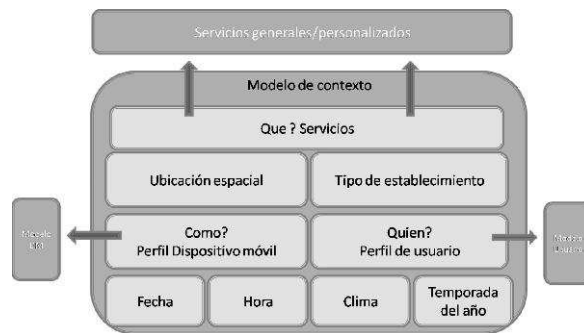 Servicios generales/personalizados
Modelo de contexto
Que ? Servicios
Ubicación espacial
Tipo de establecimiento
Como?
Perfil Dispositivo móvil
Quien?
Perfil de usuario
Modelo
Fecha
Hora
Clima
Temporada
del año